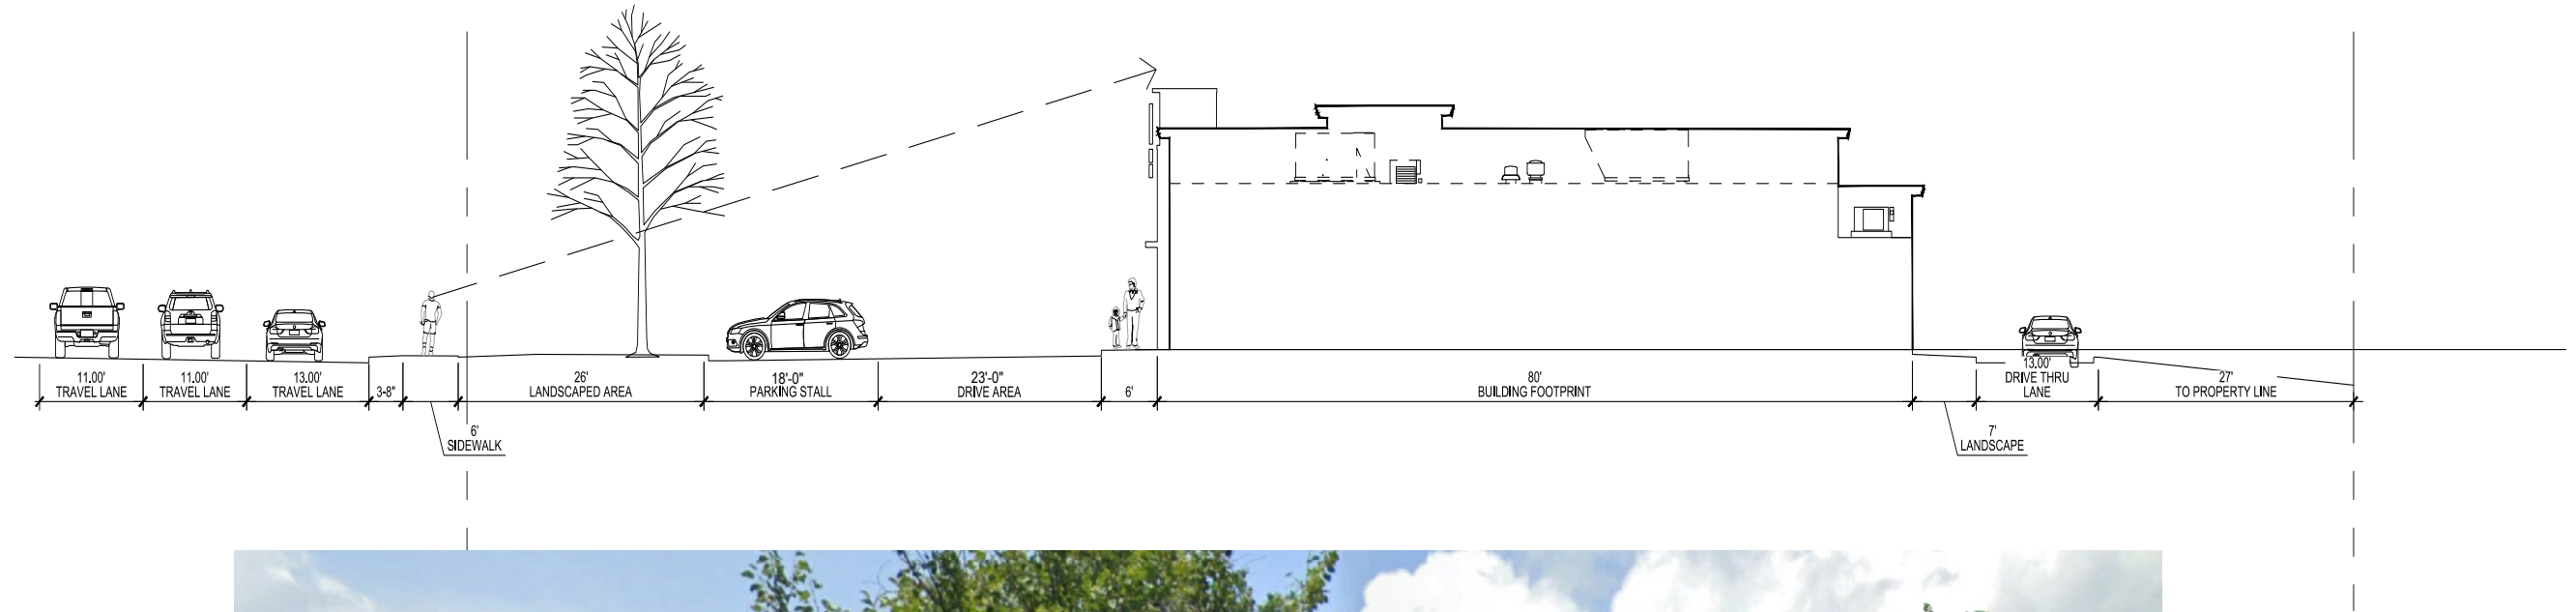 11.00'
TRAVEL LANE
11.00'
TRAVEL LANE
13.00'
TRAVEL LANE
3-8"
6'
SIDEWALK
26'
LANDSCAPED AREA
18'-0"
PARKING STALL
23'-0"
DRIVE AREA
6'
80'
BUILDING FOOTPRINT
7'
LANDSCAPE
13.00'
DRIVE THRU
LANE
27'
TO PROPERTY LINE